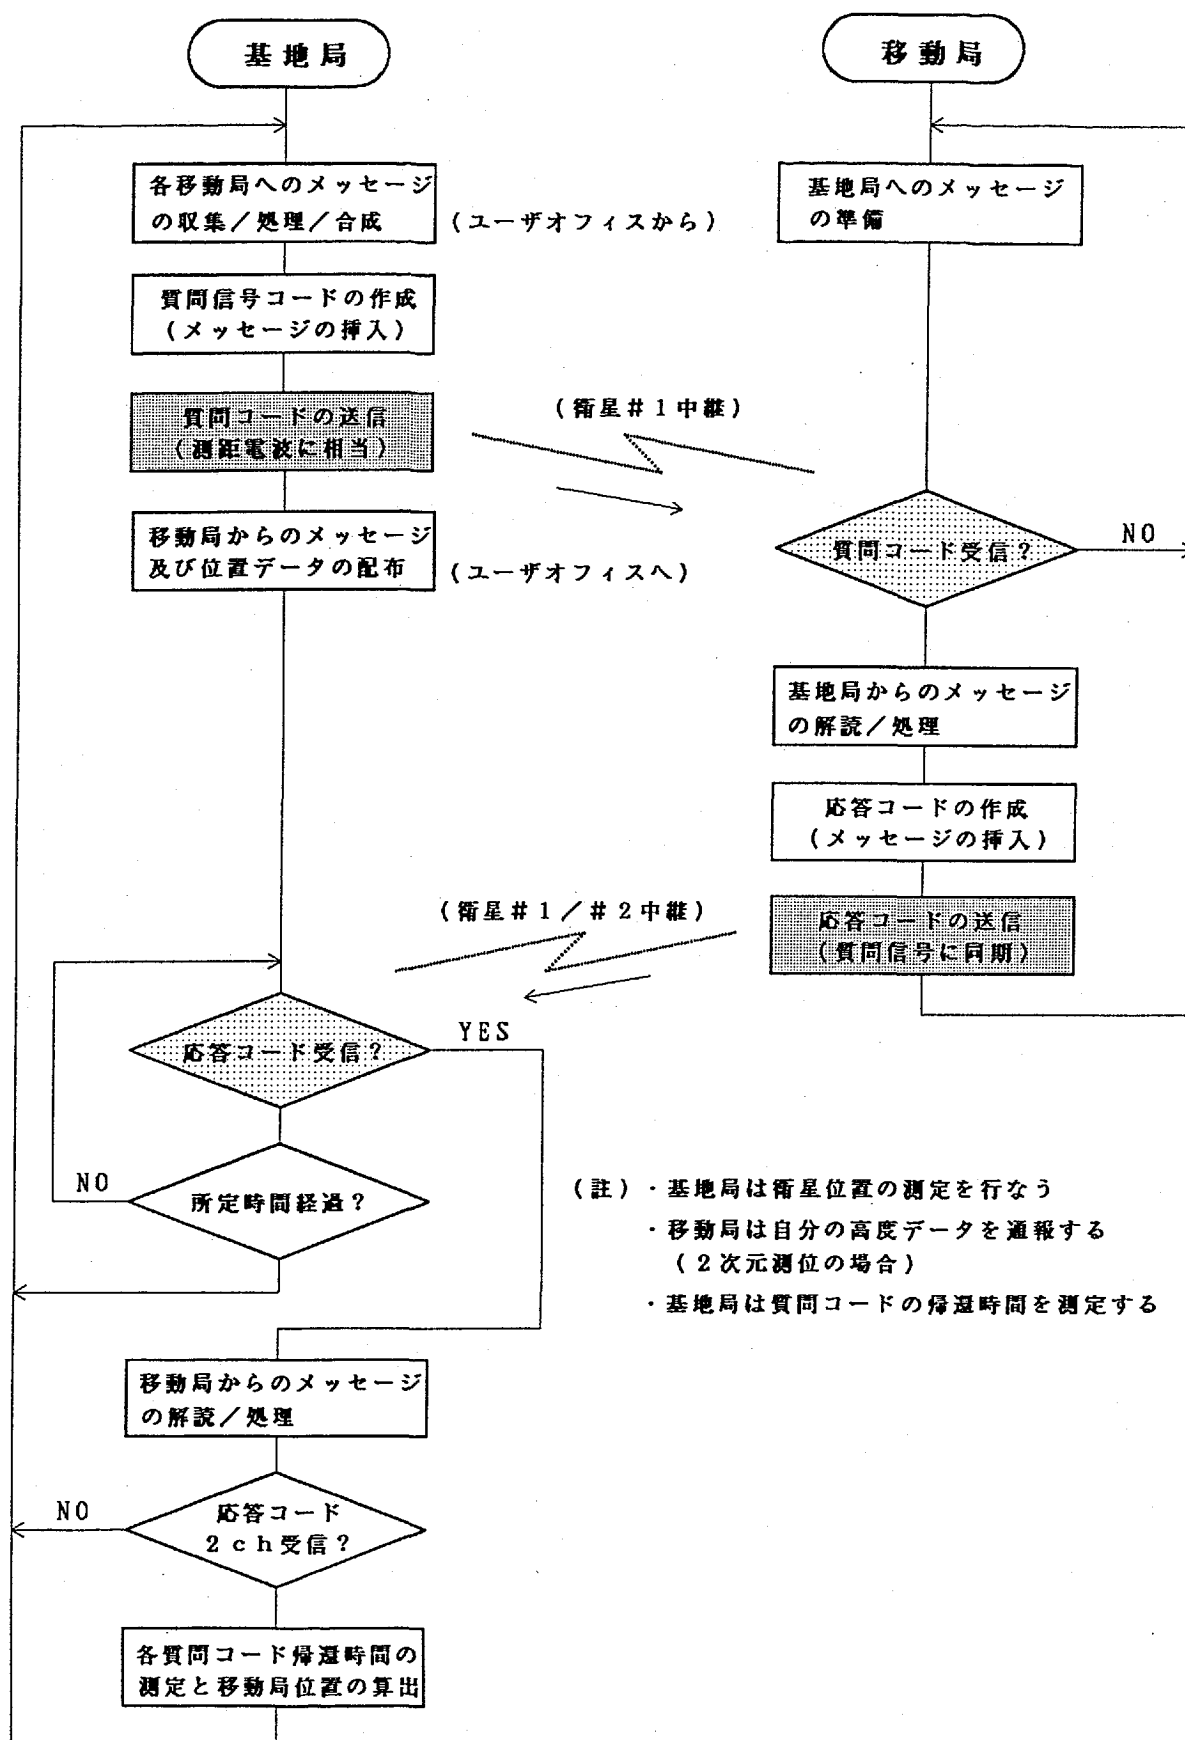 基地局
各移動局へのメッセージ
の収集／処理／合成
(ユーザオフィスから)
質問信号コードの作成
(メッセージの挿入)
質問コードの送信
(測距電波に相当)
(衛星＃1中継)
移動局からのメッセージ
及び位置データの配布
(ユーザオフィスへ)
移動局
基地局へのメッセージ
の準備
質問コード受信？
NO
基地局からのメッセージ
の解読／処理
応答コードの作成
(メッセージの挿入)
応答コードの送信
(質問信号に同期)
(衛星＃1／＃2中継)
応答コード受信？
YES
所定時間経過？
NO
(註)・基地局は衛星位置の測定を行なう
・移動局は自分の高度データを通報する
(2次元測位の場合)
・基地局は質問コードの帰還時間を測定する
移動局からのメッセージ
の解読／処理
応答コード
2ch受信？
NO
各質問コード帰還時間の
測定と移動局位置の算出